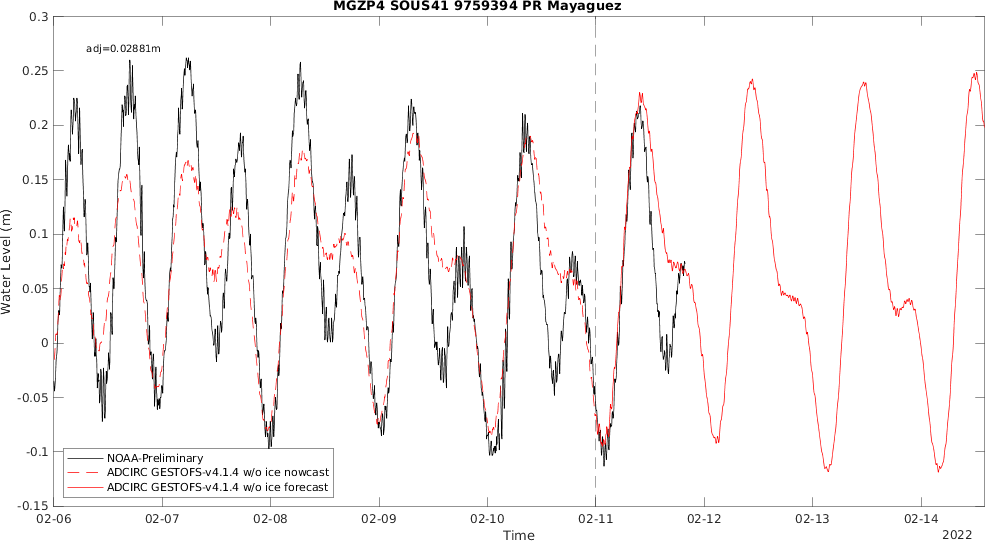 MGZP4 SOUS41 9759394 PR Mayaguez
adj=0.02881m
0.3
0.25
0.2
0.15
0.1
0.05
0
-0.05
-0.1
-0.15
Water Level (m)
NOAA-Preliminary
ADCIRC GESTOFS-v4.1.4 w/o ice nowcast
ADCIRC GESTOFS-v4.1.4 w/o ice forecast
02-06 02-07 02-08 02-09 02-10 02-11 02-12 02-13 02-14
Time
2022